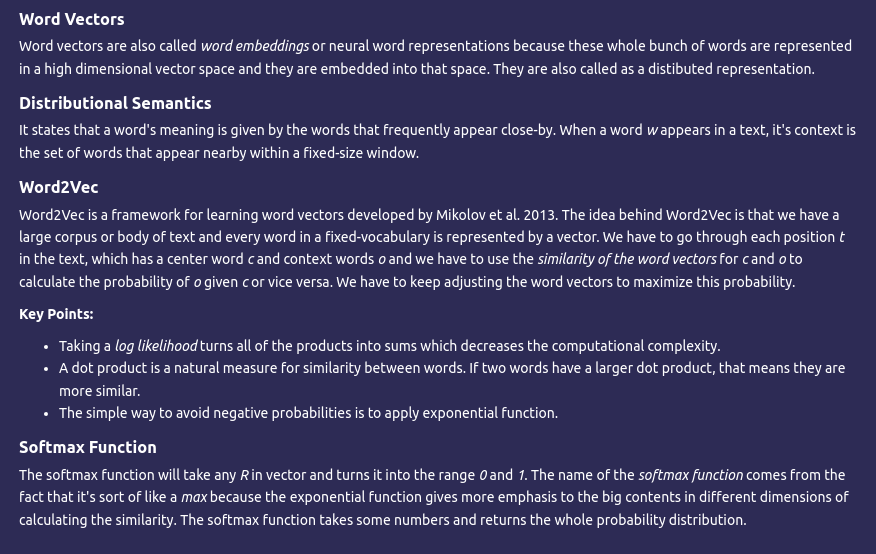 Word Vectors
Word vectors are also called word embeddings or neural word representations because these whole bunch of words are represented
in a high dimensional vector space and they are embedded into that space. They are also called as a distibuted representation.
Distributional Semantics
It states that a word's meaning is given by the words that frequently appear close-by. When a word w appears in a text, it's context is
the set of words that appear nearby within a fixed-size window.
Word2Vec
Word2Vec is a framework for learning word vectors developed by Mikolov et al. 2013. The idea behind Word2Vec is that we have a
large corpus or body of text and every word in a fixed-vocabulary is represented by a vector. We have to go through each position t
in the text, which has a center word c and context words o and we have to use the similarity of the word vectors for c and o to
calculate the probability of o given c or vice versa. We have to keep adjusting the word vectors to maximize this probability.
Key Points:
• Taking a log likelihood turns all of the products into sums which decreases the computational complexity.
• A dot product is a natural measure for similarity between words. If two words have a larger dot product, that means they are
more similar.
• The simple way to avoid negative probabilities is to apply exponential function.
Softmax Function
The softmax function will take any R in vector and turns it into the range 0 and 1. The name of the softmax function comes from the
fact that it's sort of like a max because the exponential function gives more emphasis to the big contents in different dimensions of
calculating the similarity. The softmax function takes some numbers and returns the whole probability distribution.